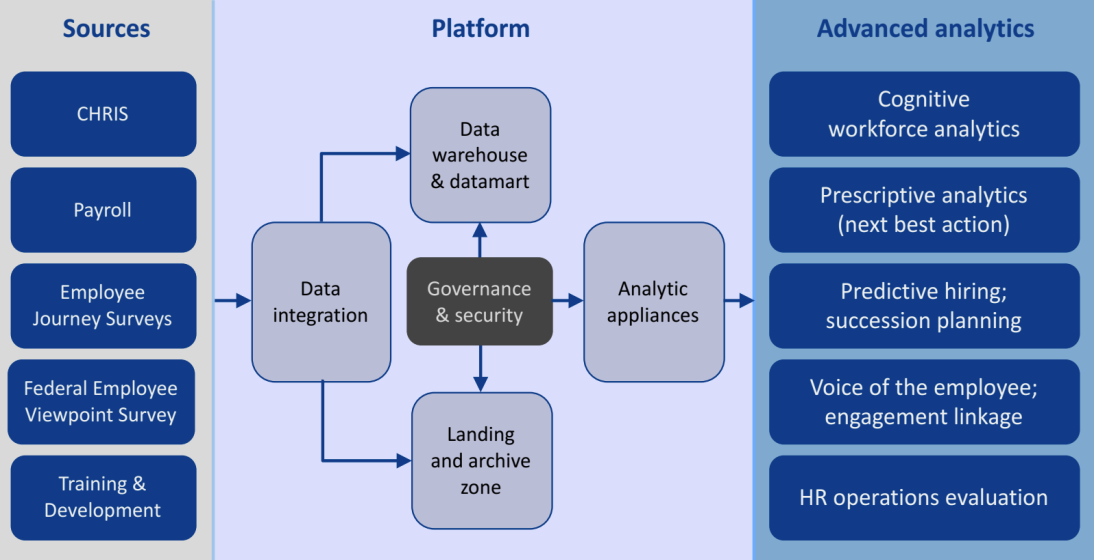 Sources
CHRIS
Payroll
Employee
Journey Surveys
Federal Employee
Viewpoint Survey
Training &
Development
Platform
Data
integration
Data
warehouse
& datamart
Governance
& security
Landing
and archive
zone
Analytic
appliances
Advanced analytics
Cognitive
workforce analytics
Prescriptive analytics
(next best action)
Predictive hiring;
succession planning
Voice of the employee;
engagement linkage
HR operations evaluation